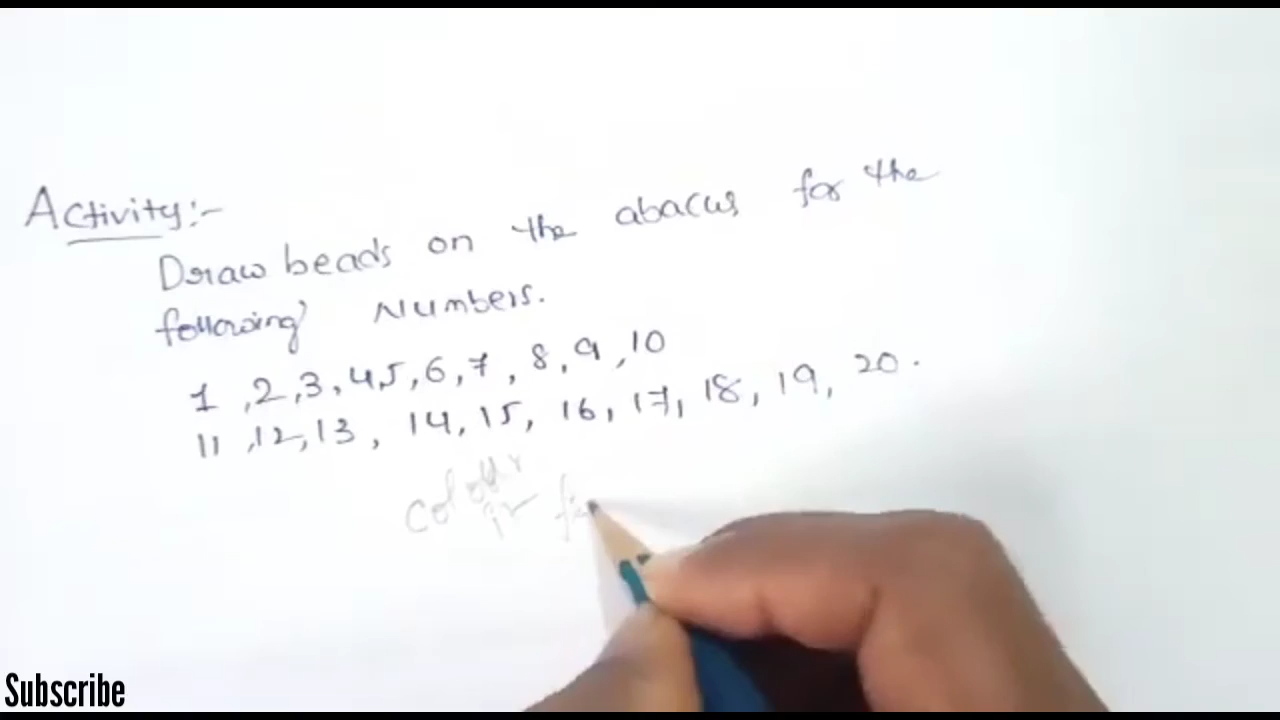 Activity:-
Draw beads on the abacus for the
following Numbers.
1, 2, 3, 4, 5, 6, 7, 8, 9, 10
11, 12, 13, 14, 15, 16, 17, 18, 19, 20.
colour
Subscribe